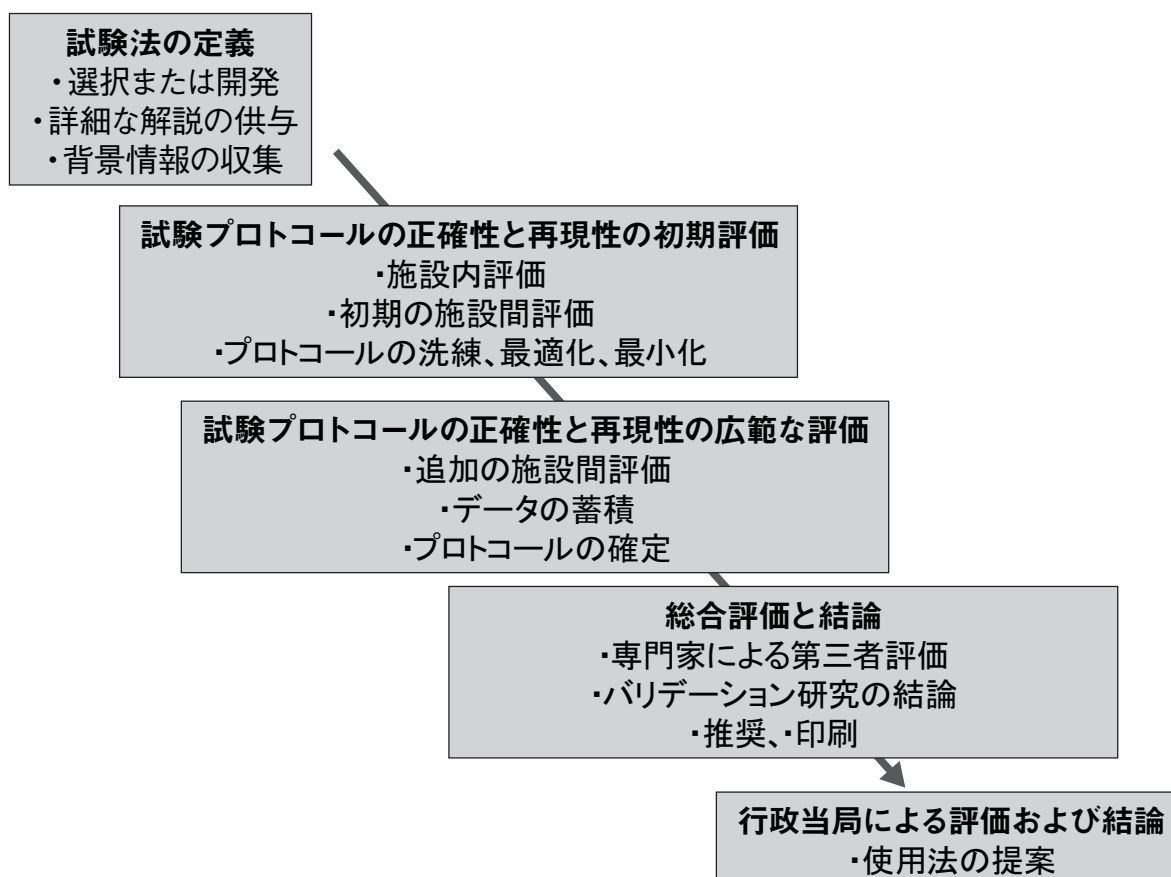 試験法の定義
・選択または開発
・詳細な解説の供与
・背景情報の収集
試験プロトコールの正確性と再現性の初期評価
・施設内評価
・初期の施設間評価
・プロトコールの洗練、最適化、最小化
試験プロトコールの正確性と再現性の広範な評価
・追加の施設間評価
・データの蓄積
・プロトコールの確定
総合評価と結論
・専門家による第三者評価
・バリデーション研究の結論
・推奨、・印刷
行政当局による評価および結論
・使用法の提案